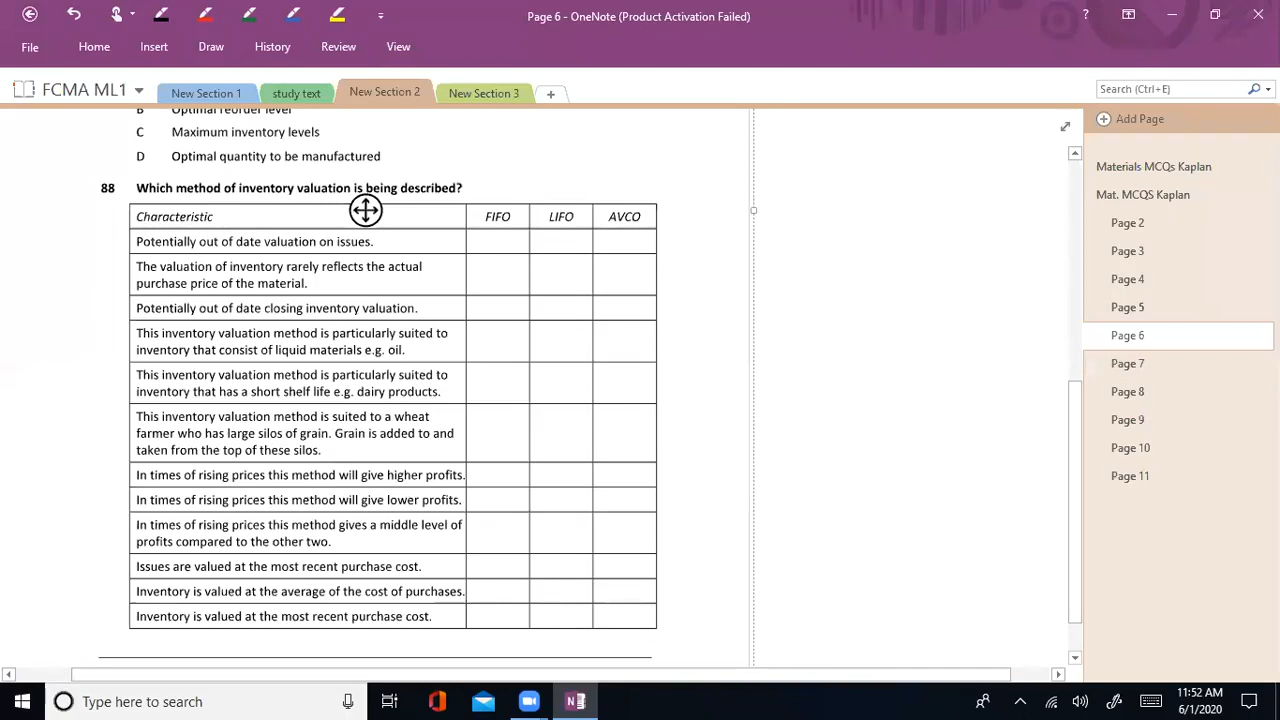 Page 6 - OneNote (Product Activation Failed)
?
File
Home
Insert
Draw
History
Review
View
FCMA ML1
New Section 1
study text
New Section 2
New Section 3
Search (Ctrl+E)
B Optimal reorder level
C Maximum inventory levels
D Optimal quantity to be manufactured
88 Which method of inventory valuation is being described?
Characteristic FIFO LIFO AVCO
Potentially out of date valuation on issues.
The valuation of inventory rarely reflects the actual
purchase price of the material.
Potentially out of date closing inventory valuation.
This inventory valuation method is particularly suited to
inventory that consist of liquid materials e.g. oil.
This inventory valuation method is particularly suited to
inventory that has a short shelf life e.g. dairy products.
This inventory valuation method is suited to a wheat
farmer who has large silos of grain. Grain is added to and
taken from the top of these silos.
In times of rising prices this method will give higher profits.
In times of rising prices this method will give lower profits.
In times of rising prices this method gives a middle level of
profits compared to the other two.
Issues are valued at the most recent purchase cost.
Inventory is valued at the average of the cost of purchases.
Inventory is valued at the most recent purchase cost.
Add Page
Materials MCQs Kaplan
Mat. MCQS Kaplan
Page 2
Page 3
Page 4
Page 5
Page 6
Page 7
Page 8
Page 9
Page 10
Page 11
Type here to search
11:52 AM
6/1/2020